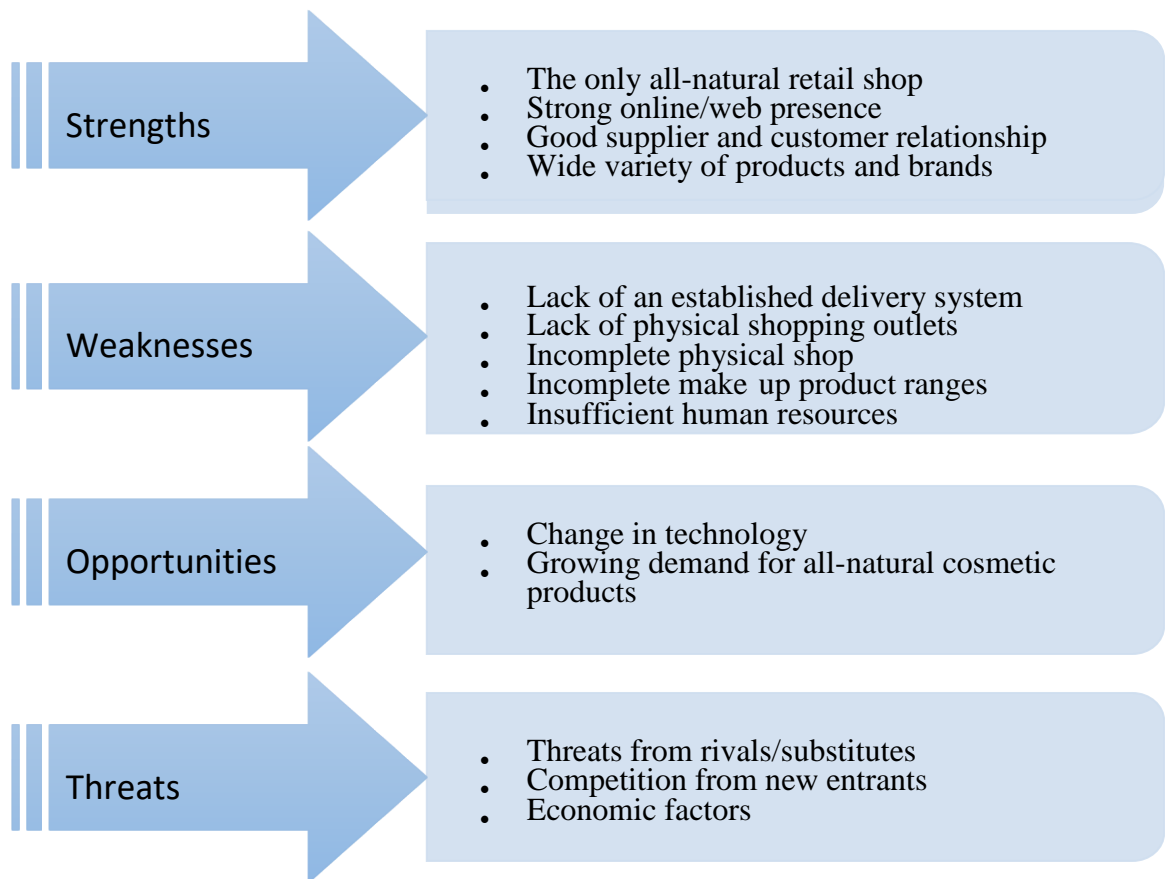 Strengths
• The only all-natural retail shop
• Strong online/web presence
• Good supplier and customer relationship
• Wide variety of products and brands
Weaknesses
• Lack of an established delivery system
• Lack of physical shopping outlets
• Incomplete physical shop
• Incomplete make up product ranges
• Insufficient human resources
Opportunities
• Change in technology
• Growing demand for all-natural cosmetic
products
Threats
• Threats from rivals/substitutes
• Competition from new entrants
• Economic factors